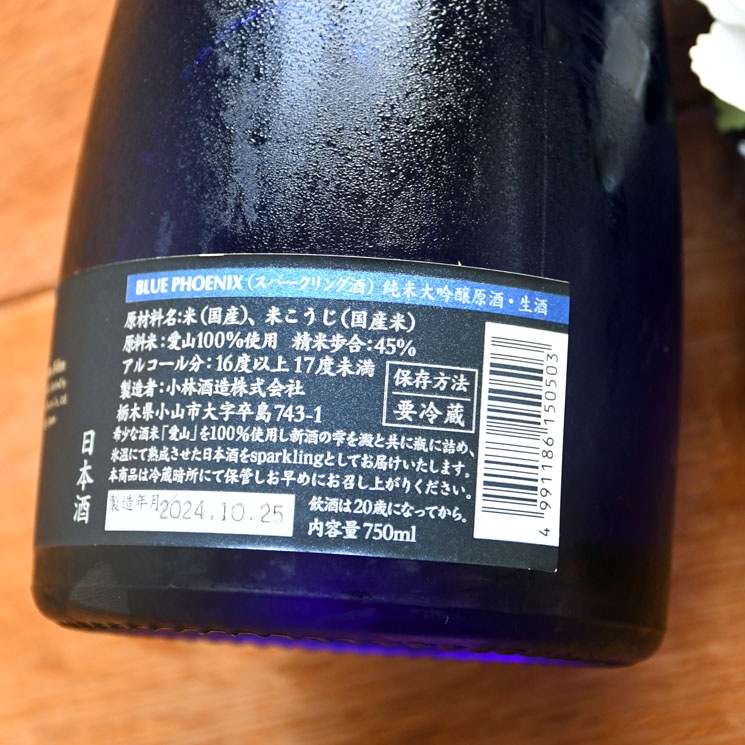 BLUE PHOENIX（スパークリング酒）純米大吟醸原酒・生酒
原材料名:米（国産）、米こうじ（国産米）
原料米:愛山100%使用 精米歩合:45%
アルコール分:16度以上17度未満
製造者:小林酒造株式会社
栃木県小山市大字卒島743-1
保存方法
要冷蔵
希少な酒米「愛山」を100%使用し新酒の雫を澱と共に瓶に詰め、
氷温にて熟成させた日本酒をsparklingとしてお届けいたします。
本商品は冷蔵暗所にて保管しお早めにお召し上がりください。
製造年月 2024.10.25
飲酒は20歳になってから。
内容量750ml
日本酒
4 991186 150503